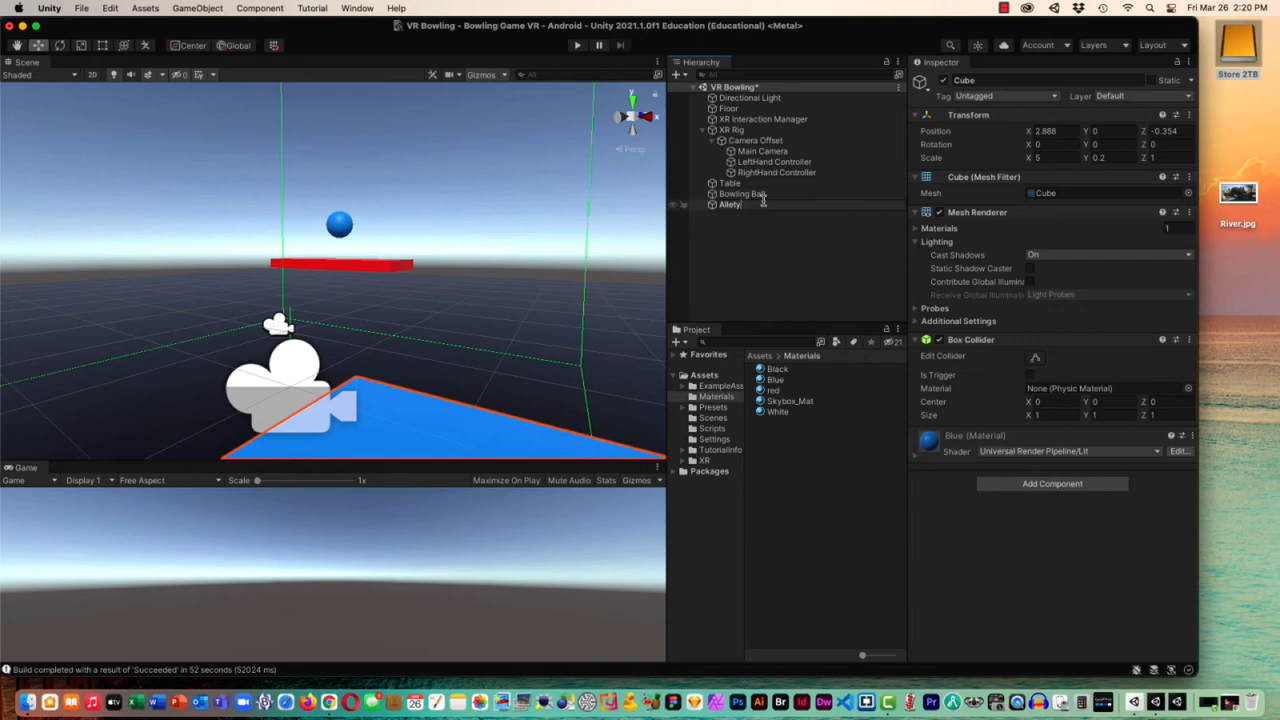 Unity File Edit Assets GameObject Component Tutorial Window Help Fri Mar 26 2:20 PM
VR Bowling - Bowling Game VR - Android - Unity 2021.1.0f1 Education (Educational) <Metal>
Center Global Account Layers Layout
Scene
Shaded 2D 0 Gizmos All
y
x
Persp
Game
Game Display 1 Free Aspect Scale 1x Maximize On Play Mute Audio Stats Gizmos
Hierarchy
All
VR Bowling*
Directional Light
Floor
XR Interaction Manager
XR Rig
Camera Offset
Main Camera
LeftHand Controller
RightHand Controller
Table
Bowling Ball
Allety
Project
21
Favorites
Assets
ExampleAss
Materials
Presets
Scenes
Scripts
Settings
TutorialInfo
XR
Packages
Assets Materials
Black
Blue
red
Skybox_Mat
White
Inspector
Cube Static
Tag Untagged Layer Default
Transform
Position X 2.888 Y 0 Z -0.354
Rotation X 0 Y 0 Z 0
Scale X 5 Y 0.2 Z 1
Cube (Mesh Filter)
Mesh Cube
Mesh Renderer
Materials 1
Lighting
Cast Shadows On
Static Shadow Caster
Contribute Global Illumina
Receive Global Illuminati Light Probes
Probes
Additional Settings
Box Collider
Edit Collider
Is Trigger
Material None (Physic Material)
Center X 0 Y 0 Z 0
Size X 1 Y 1 Z 1
Blue (Material)
Shader Universal Render Pipeline/Lit Edit...
Add Component
Build completed with a result of 'Succeeded' in 52 seconds (52024 ms)
Store 2TB
River.jpg